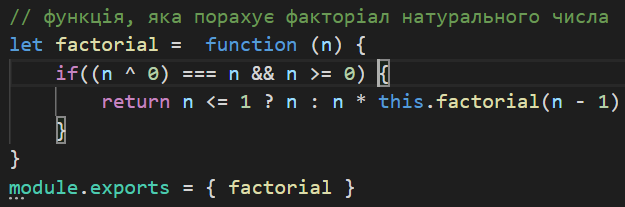 // функція, яка порахує факторіал натурального числа
let factorial =  function (n) {
    if((n ^ 0) === n && n >= 0) {
        return n <= 1 ? n : n * this.factorial(n - 1)
    }
}
module.exports = { factorial }